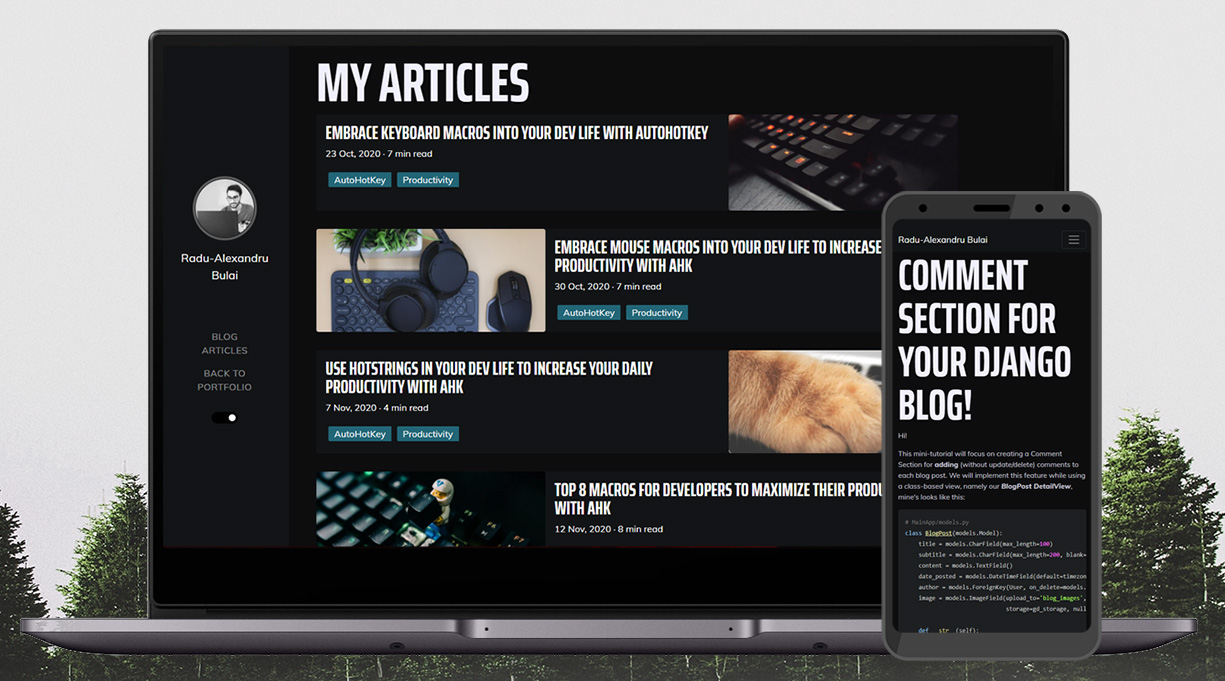 MY ARTICLES
EMBRACE KEYBOARD MACROS INTO YOUR DEV LIFE WITH AUTOHOTKEY
23 Oct, 2020 · 7 min read
AutoHotKey Productivity
Radu-Alexandru
Bulai
BLOG
ARTICLES
BACK TO
PORTFOLIO
EMBRACE MOUSE MACROS INTO YOUR DEV LIFE TO INCREASE
PRODUCTIVITY WITH AHK
30 Oct, 2020 · 7 min read
AutoHotKey Productivity
USE HOTSTRINGS IN YOUR DEV LIFE TO INCREASE YOUR DAILY
PRODUCTIVITY WITH AHK
7 Nov, 2020 · 4 min read
AutoHotKey Productivity
TOP 8 MACROS FOR DEVELOPERS TO MAXIMIZE THEIR PRODU
WITH AHK
12 Nov, 2020 · 8 min read
Radu-Alexandru Bulai
COMMENT
SECTION FOR
YOUR DJANGO
BLOG!
Hi!
This mini-tutorial will focus on creating a Comment
Section for adding (without update/delete) comments to
each blog post. We will implement this feature while using
a class-based view, namely our BlogPost DetailView,
mine's looks like this:
# MainApp/models.py
class BlogPost(models.Model):
title = models.CharField(max_length=100)
subtitle = models.CharField(max_length=200, blank=
content = models.TextField()
date_posted = models.DateTimeField(default=timezon
author = models.ForeignKey(User, on_delete=models.
image = models.ImageField(upload_to='blog_images',
storage=gd_storage, null
def __str__(self):